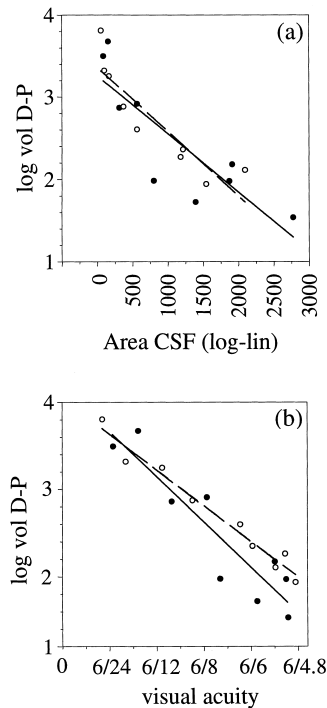 (a)
4
3
2
1
log vol D-P
0
500
1000
1500
2000
2500
3000
Area CSF (log-lin)
(b)
4
3
2
1
log vol D-P
0 6/24 6/12 6/8 6/6 6/4.8
visual acuity